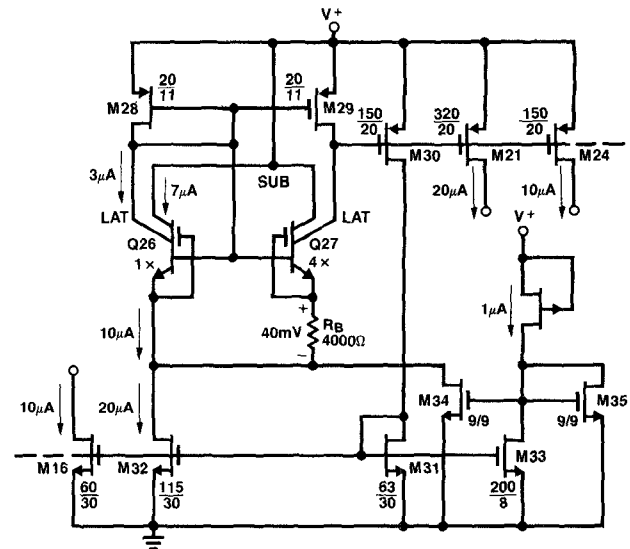 V+
M28
20
11
20
11
M29
150
20
M30
320
20
M21
150
20
M24
3μA
7μA
SUB
20μA
10μA
LAT
LAT
Q26
Q27
1×
4×
V+
1μA
10μA
+
40mV
RB
4000Ω
−
10μA
20μA
M34
9/9
M35
9/9
M16
60
30
M32
115
30
M31
63
30
M33
200
8